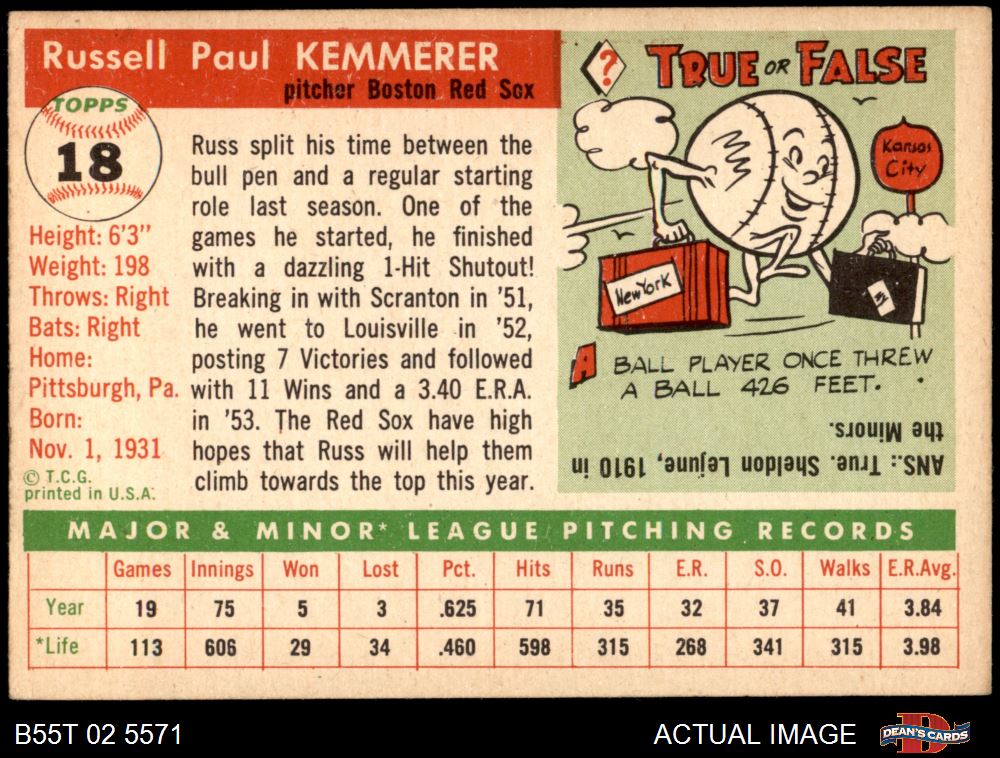 Russell Paul KEMMERER
pitcher Boston Red Sox
TOPPS
18
Height: 6'3"
Weight: 198
Throws: Right
Bats: Right
Home:
Pittsburgh, Pa.
Born:
Nov. 1, 1931
© T.C.G.
printed in U.S.A.
Russ split his time between the
bull pen and a regular starting
role last season. One of the
games he started, he finished
with a dazzling 1-Hit Shutout!
Breaking in with Scranton in '51,
he went to Louisville in '52,
posting 7 Victories and followed
with 11 Wins and a 3.40 E.R.A.
in '53. The Red Sox have high
hopes that Russ will help them
climb towards the top this year.
? TRUE OR FALSE
Kansas
City
New York
NY
A BALL PLAYER ONCE THREW
A BALL 426 FEET.
ANS.: True. Sheldon Lejune, 1910 in
the Minors.
MAJOR & MINOR* LEAGUE PITCHING RECORDS
Games Innings Won Lost Pct. Hits Runs E.R. S.O. Walks E.R.Avg.
Year 19 75 5 3 .625 71 35 32 37 41 3.84
*Life 113 606 29 34 .460 598 315 268 341 315 3.98
B55T 02 5571
ACTUAL IMAGE
D
DEAN'S CARDS